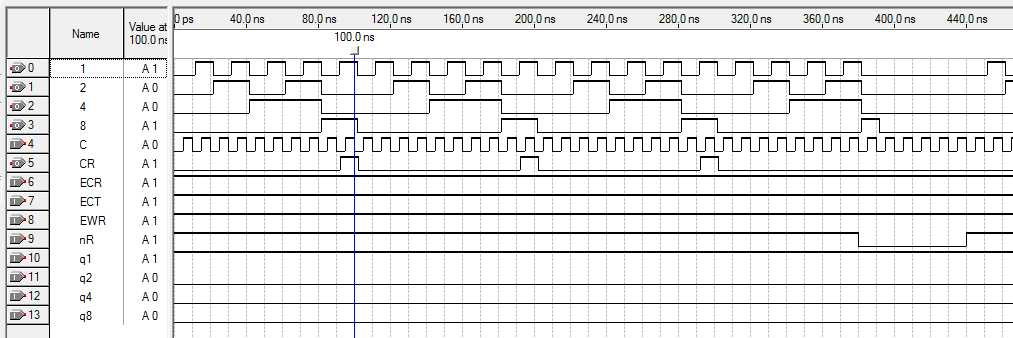 Name
Value at
100.0 ns
0 ps 40.0 ns 80.0 ns 120.0 ns 160.0 ns 200.0 ns 240.0 ns 280.0 ns 320.0 ns 360.0 ns 400.0 ns 440.0 ns
100.0 ns
0 1 A 1
1 2 A 0
2 4 A 0
3 8 A 1
4 C A 0
5 CR A 1
6 ECR A 1
7 ECT A 1
8 EWR A 1
9 nR A 1
10 q1 A 1
11 q2 A 0
12 q4 A 0
13 q8 A 0